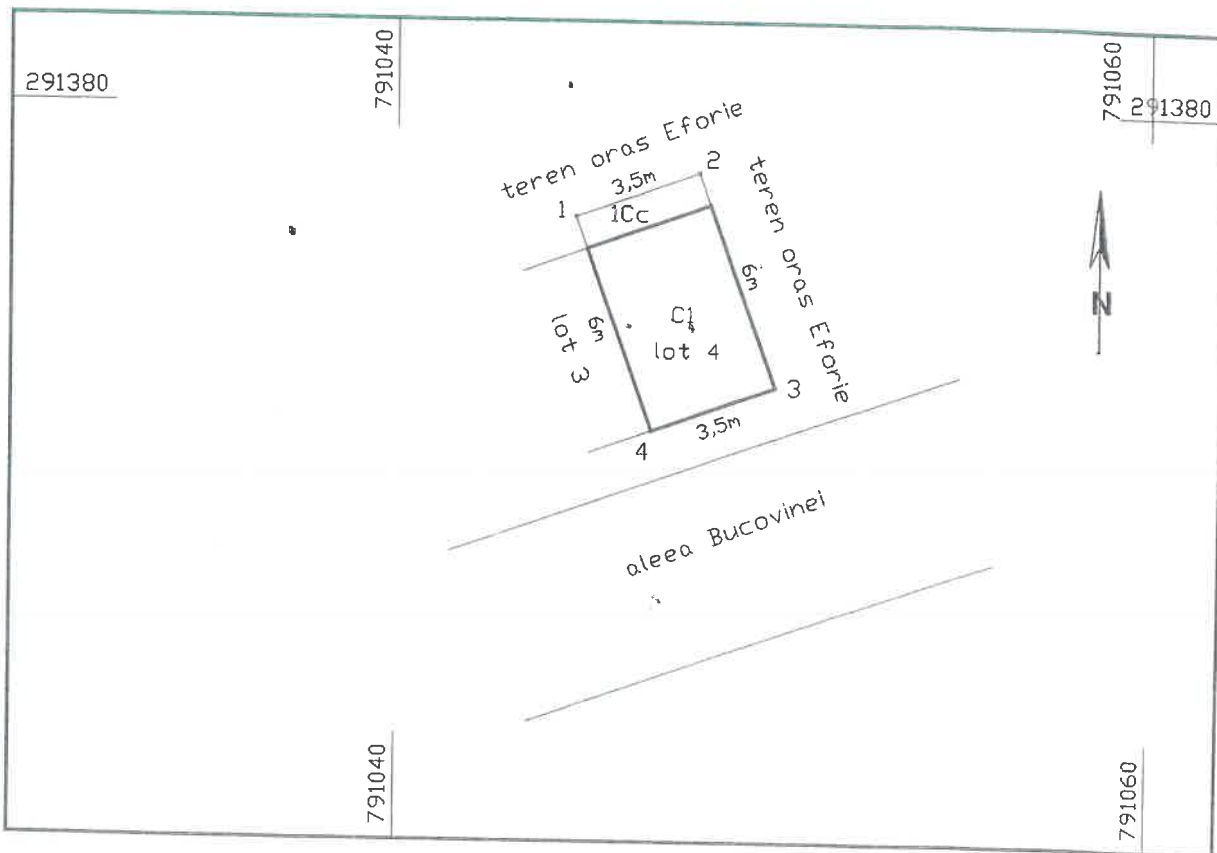 291380
791040
791060
291380
teren oras Eforie
3,5m
2
1
1Cc
teren oras Eforie
6m
6m
lot 3
C1
lot 4
N
3
3,5m
4
aleea Bucovinei
791040
791060